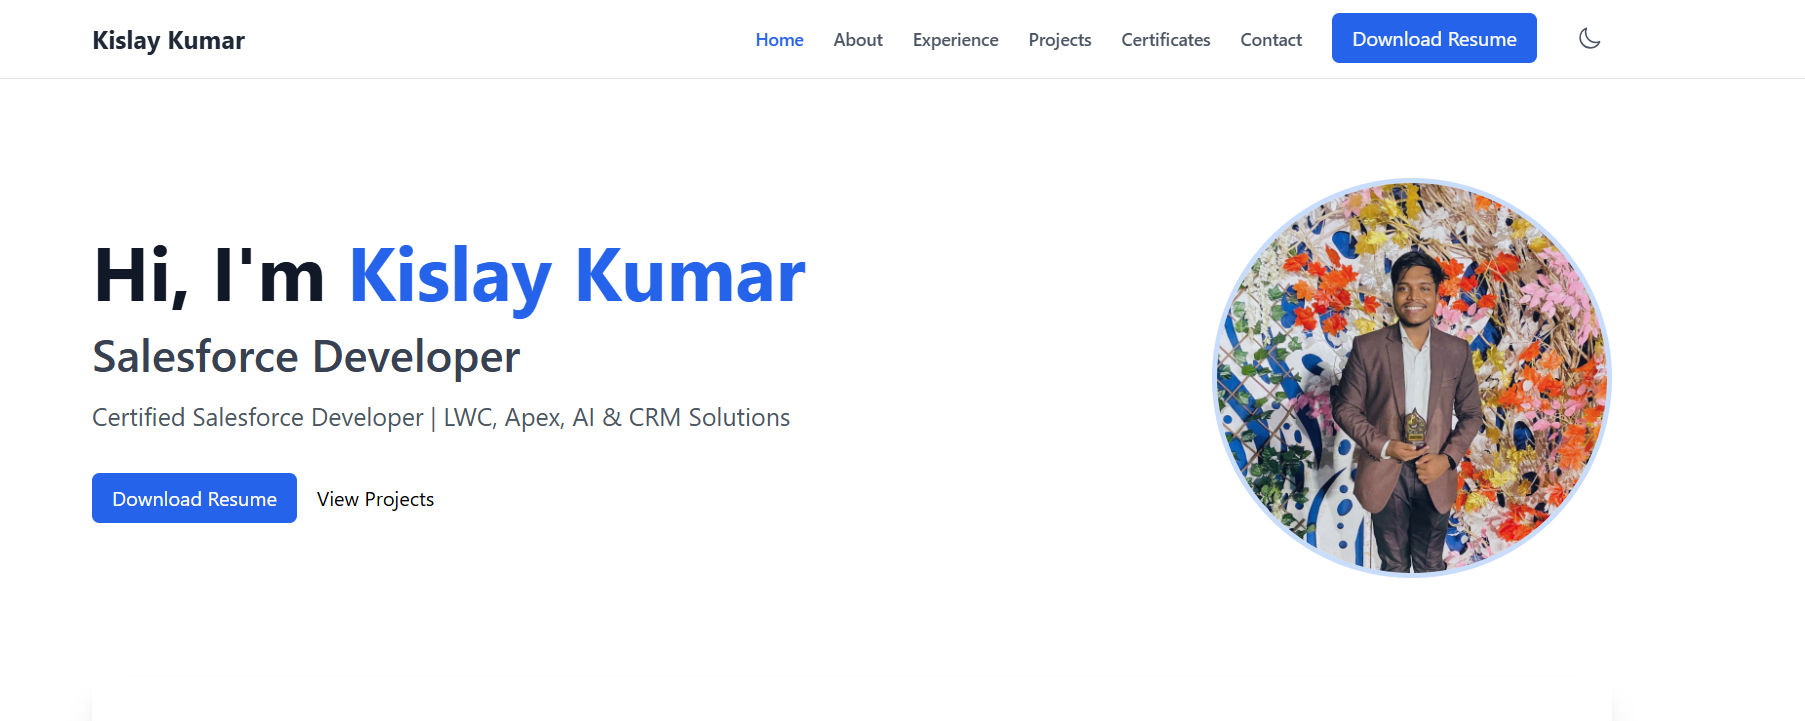 Kislay Kumar
Home About Experience Projects Certificates Contact Download Resume
Hi, I'm Kislay Kumar
Salesforce Developer
Certified Salesforce Developer | LWC, Apex, AI & CRM Solutions
Download Resume View Projects